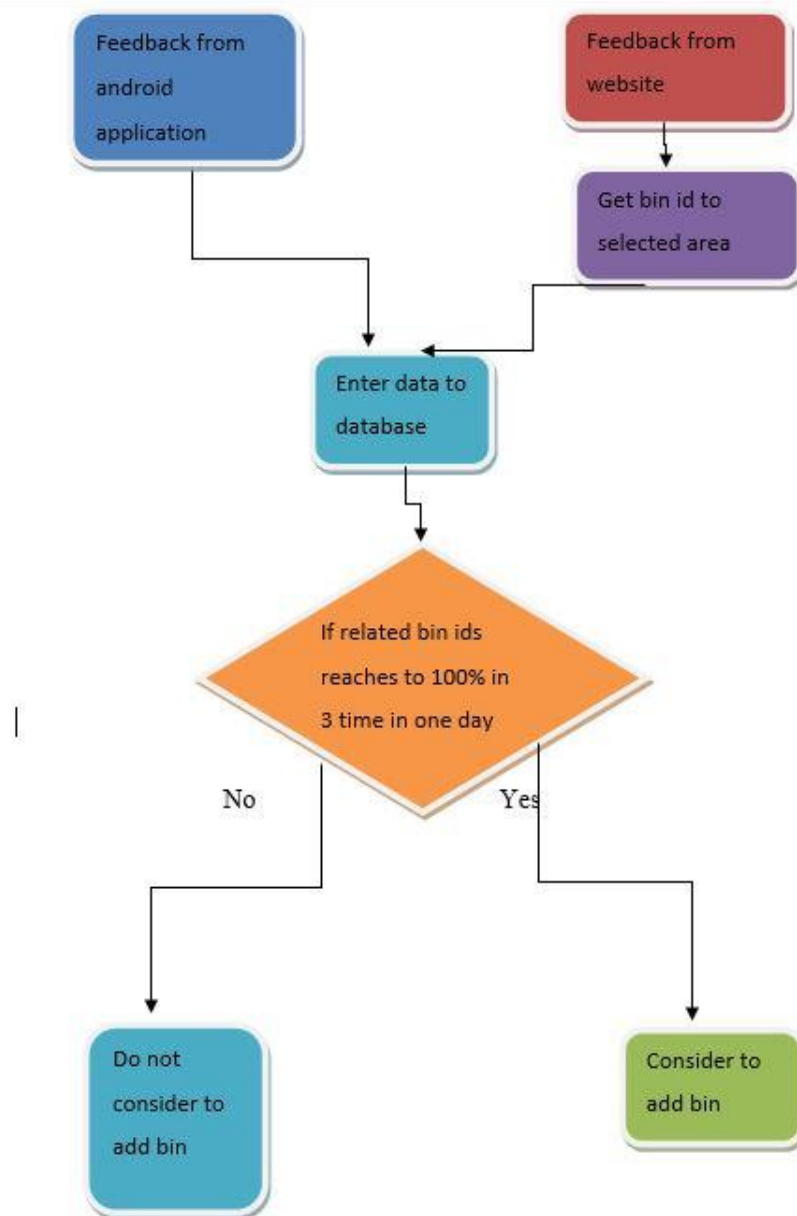 Feedback from
android
application
Feedback from
website
Get bin id to
selected area
Enter data to
database
If related bin ids
reaches to 100% in
3 time in one day
No
Yes
Do not
consider to
add bin
Consider to
add bin